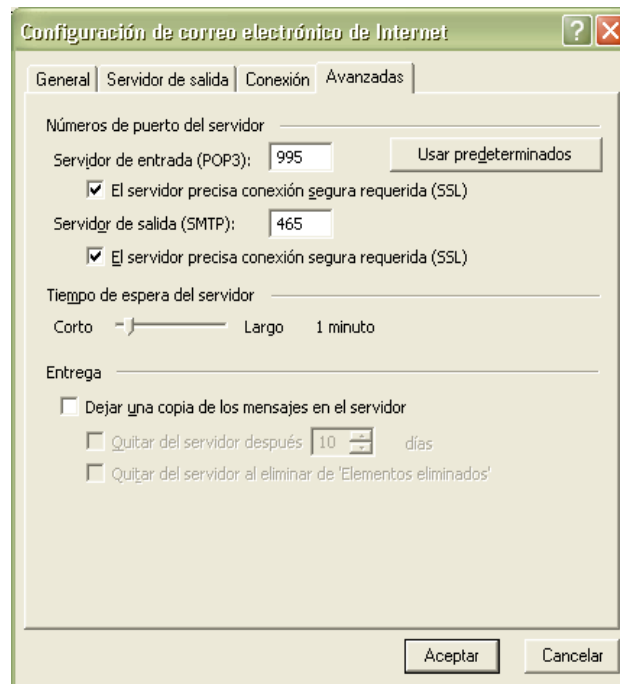 Configuración de correo electrónico de Internet
General Servidor de salida Conexión Avanzadas
Números de puerto del servidor
Servidor de entrada (POP3): 995 Usar predeterminados
El servidor precisa conexión segura requerida (SSL)
Servidor de salida (SMTP): 465
El servidor precisa conexión segura requerida (SSL)
Tiempo de espera del servidor
Corto Largo 1 minuto
Entrega
Dejar una copia de los mensajes en el servidor
Quitar del servidor después 10 días
Quitar del servidor al eliminar de 'Elementos eliminados'
Aceptar Cancelar